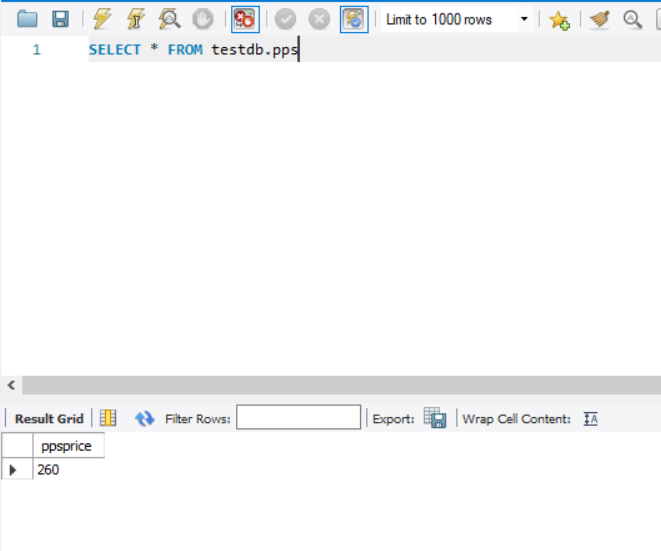 Limit to 1000 rows
1 SELECT * FROM testdb.pps
Result Grid Filter Rows: Export: Wrap Cell Content:
ppsprice
260